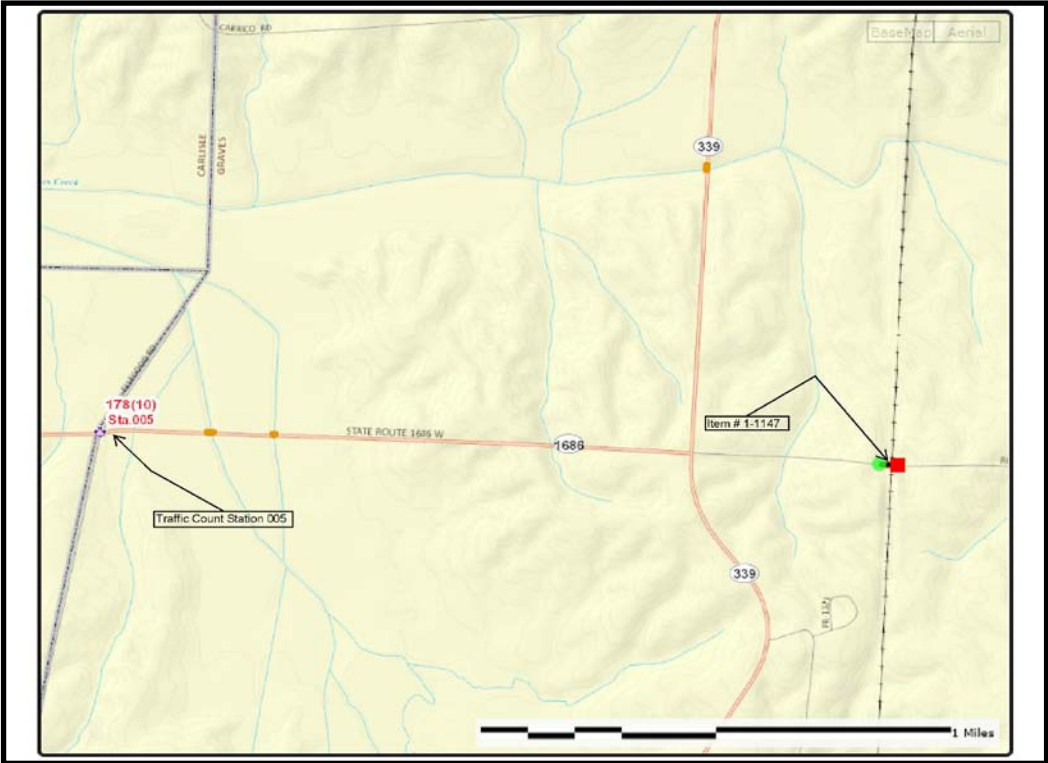 CARRICO RD
BaseMap Aerial
CARLISLE
GRAVES
339
Creek
178(10)
Sta.005
STATE ROUTE 1686 W
1686
Item # 1-1147
Traffic Count Station 005
339
1 Miles